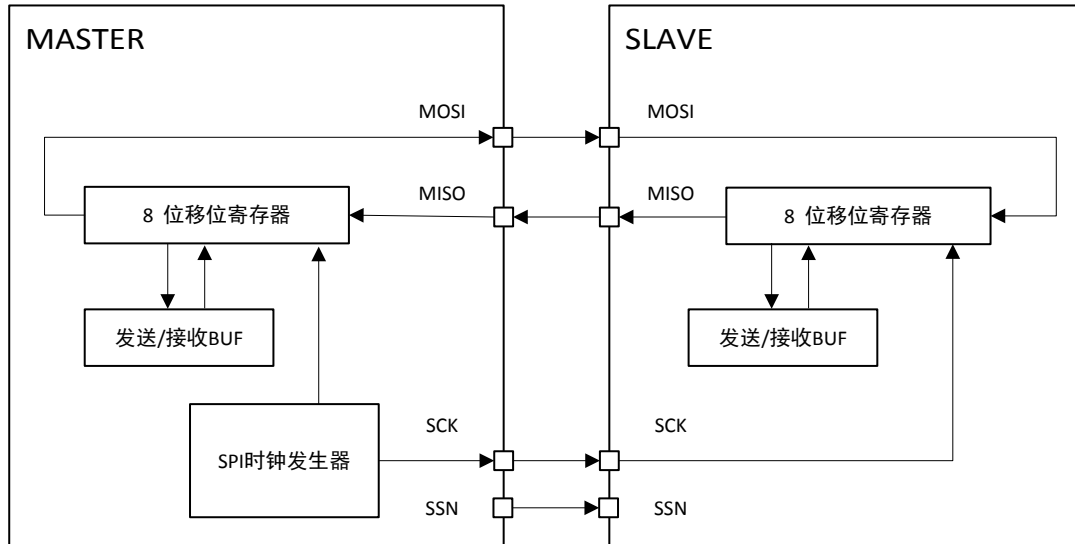 MASTER
SLAVE
MOSI
MOSI
MISO
MISO
8 位移位寄存器
8 位移位寄存器
发送/接收BUF
发送/接收BUF
SCK
SCK
SPI时钟发生器
SSN
SSN